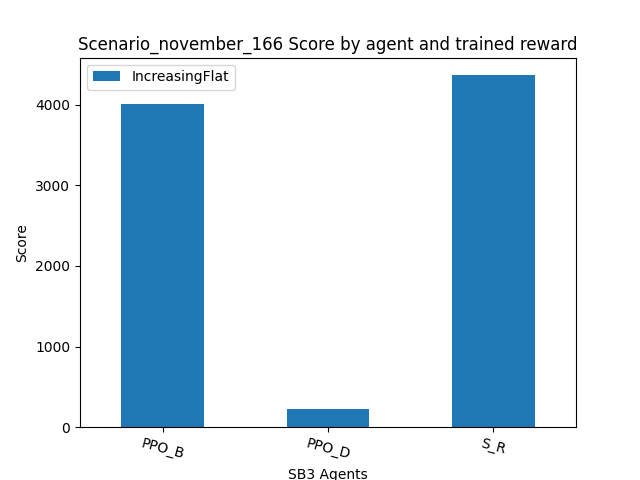 Scenario_november_166 Score by agent and trained reward
IncreasingFlat
4000
3000
2000
1000
0
Score
PPO_B
PPO_D
S_R
SB3 Agents